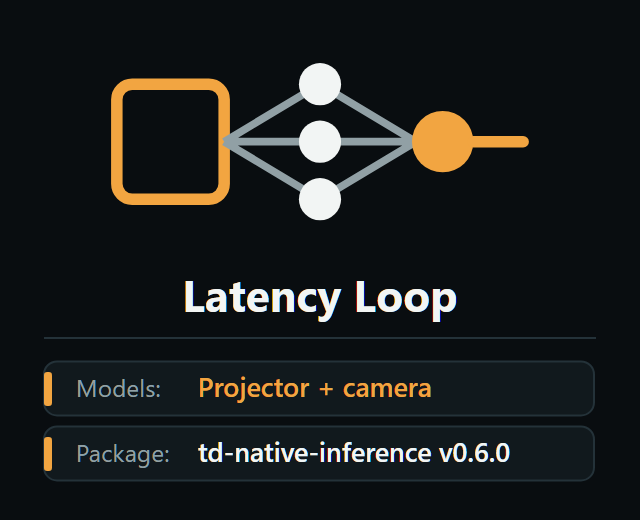 Latency Loop
Models: Projector + camera
Package: td-native-inference v0.6.0